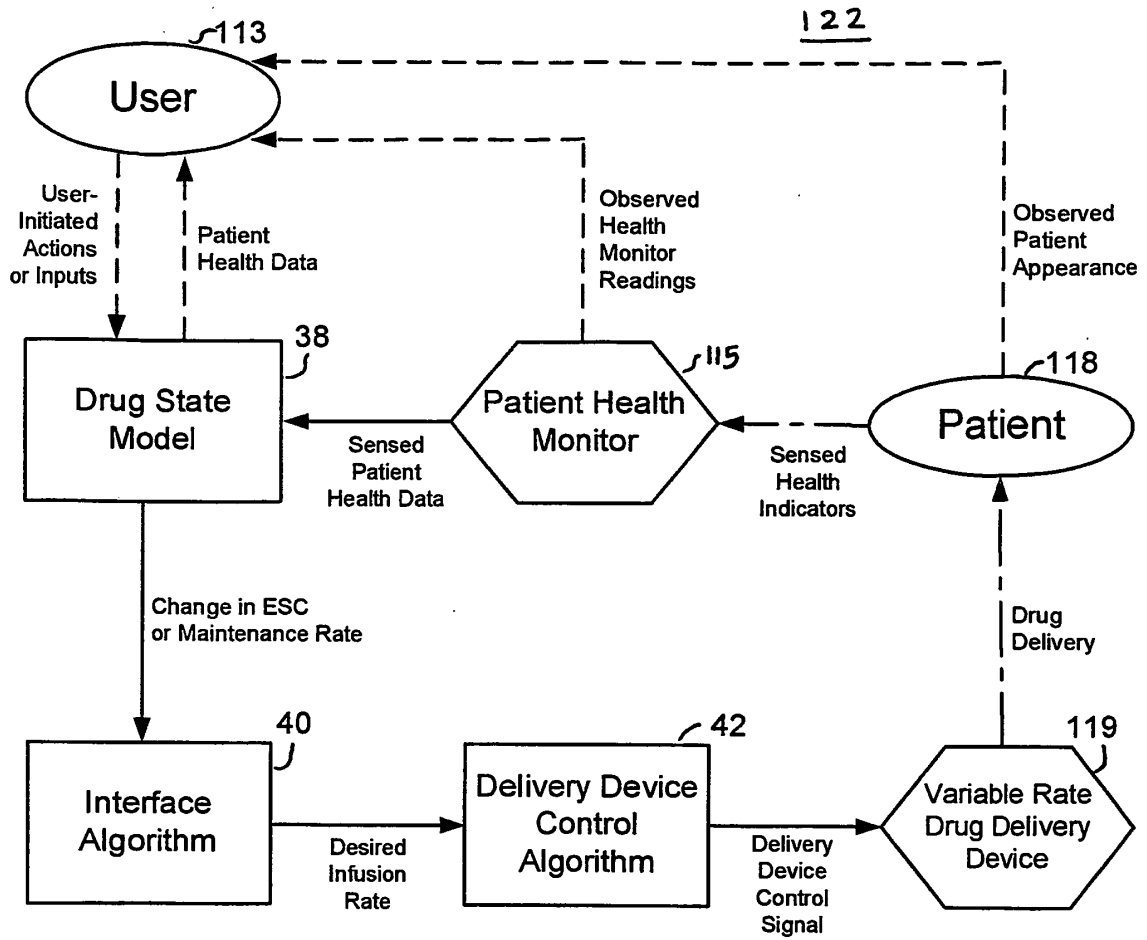 113
122
User
User-
Initiated
Actions
or Inputs
Patient
Health Data
Observed
Health
Monitor
Readings
Observed
Patient
Appearance
38
Drug State
Model
115
Patient Health
Monitor
118
Patient
Sensed
Patient
Health Data
Sensed
Health
Indicators
Change in ESC
or Maintenance Rate
Drug
Delivery
40
Interface
Algorithm
42
Delivery Device
Control
Algorithm
119
Variable Rate
Drug Delivery
Device
Desired
Infusion
Rate
Delivery
Device
Control
Signal